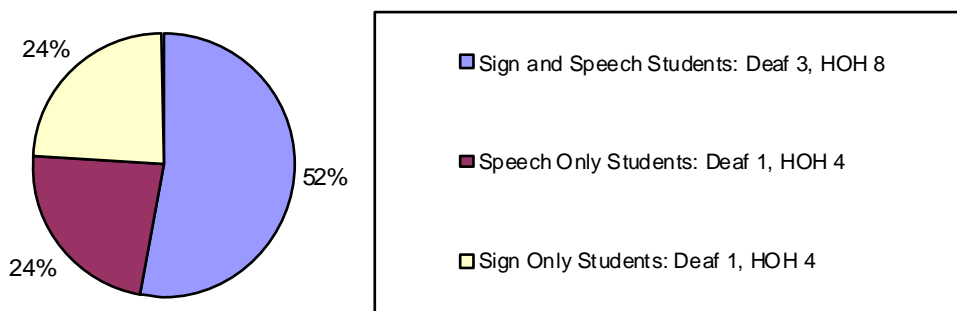 24%
52%
24%
Sign and Speech Students: Deaf 3, HOH 8
Speech Only Students: Deaf 1, HOH 4
Sign Only Students: Deaf 1, HOH 4